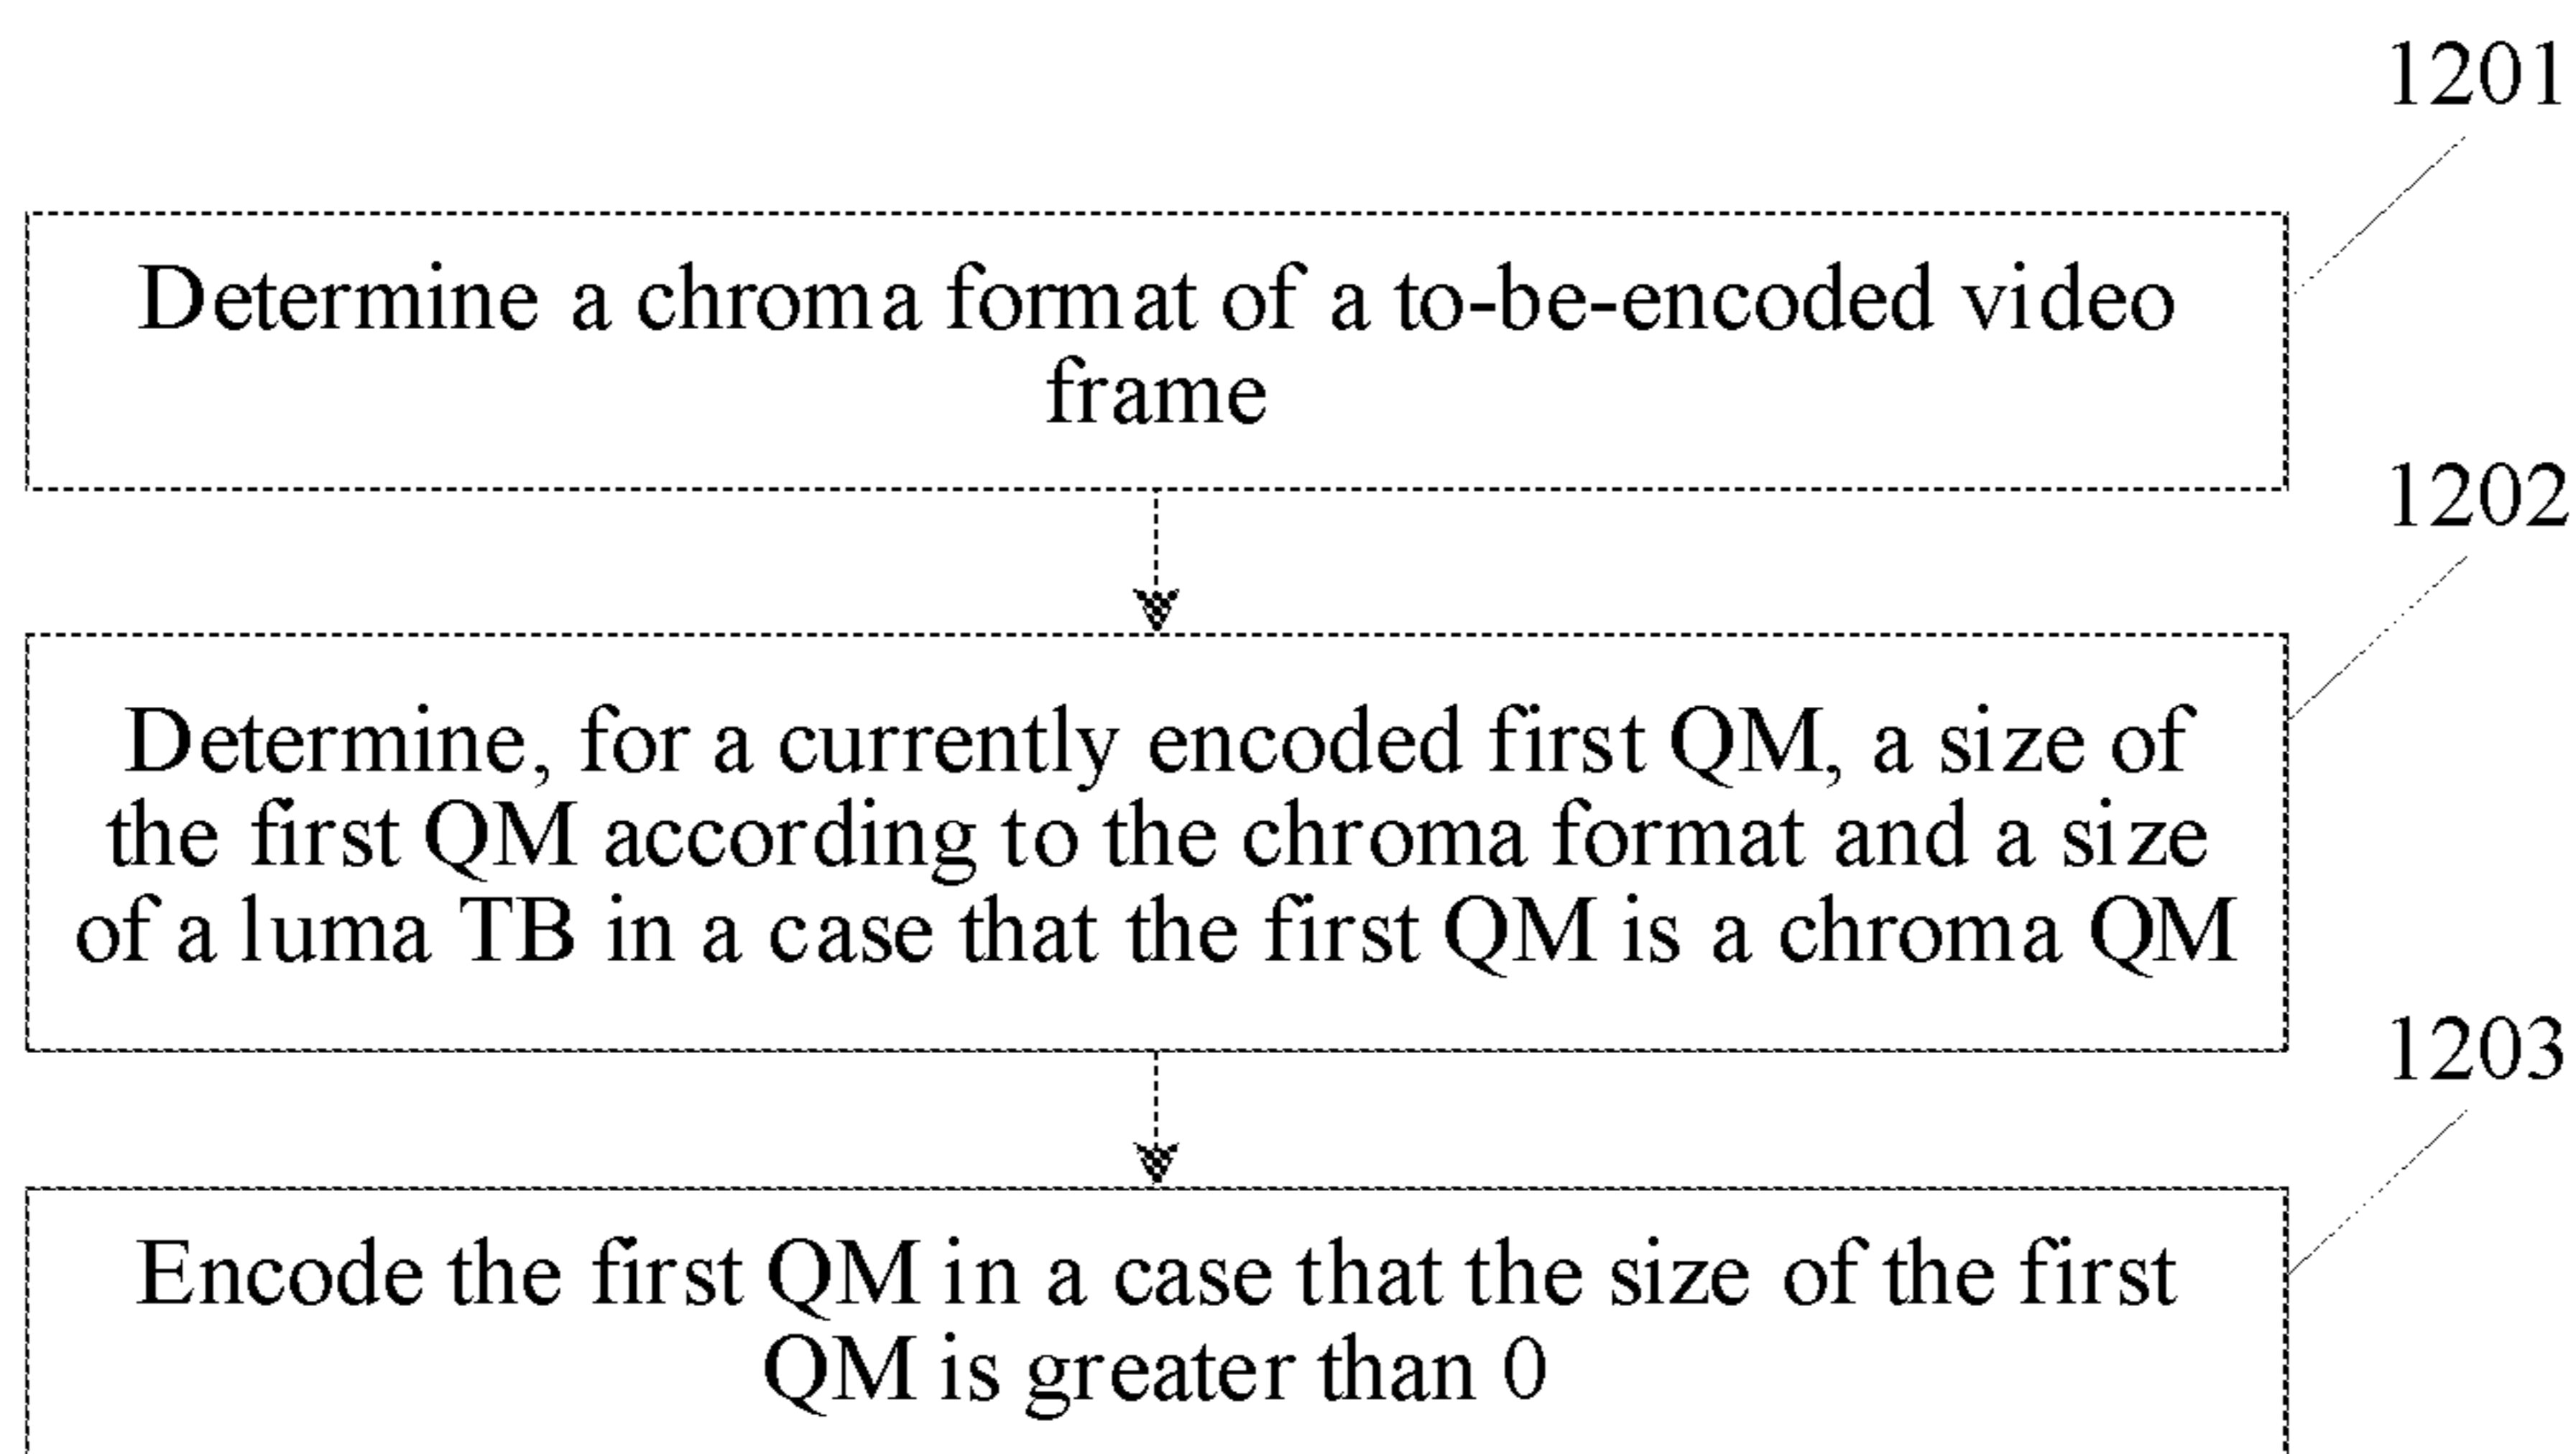 1201
Determine a chroma format of a to-be-encoded video
frame
1202
Determine, for a currently encoded first QM, a size of
the first QM according to the chroma format and a size
of a luma TB in a case that the first QM is a chroma QM
1203
Encode the first QM in a case that the size of the first
QM is greater than 0